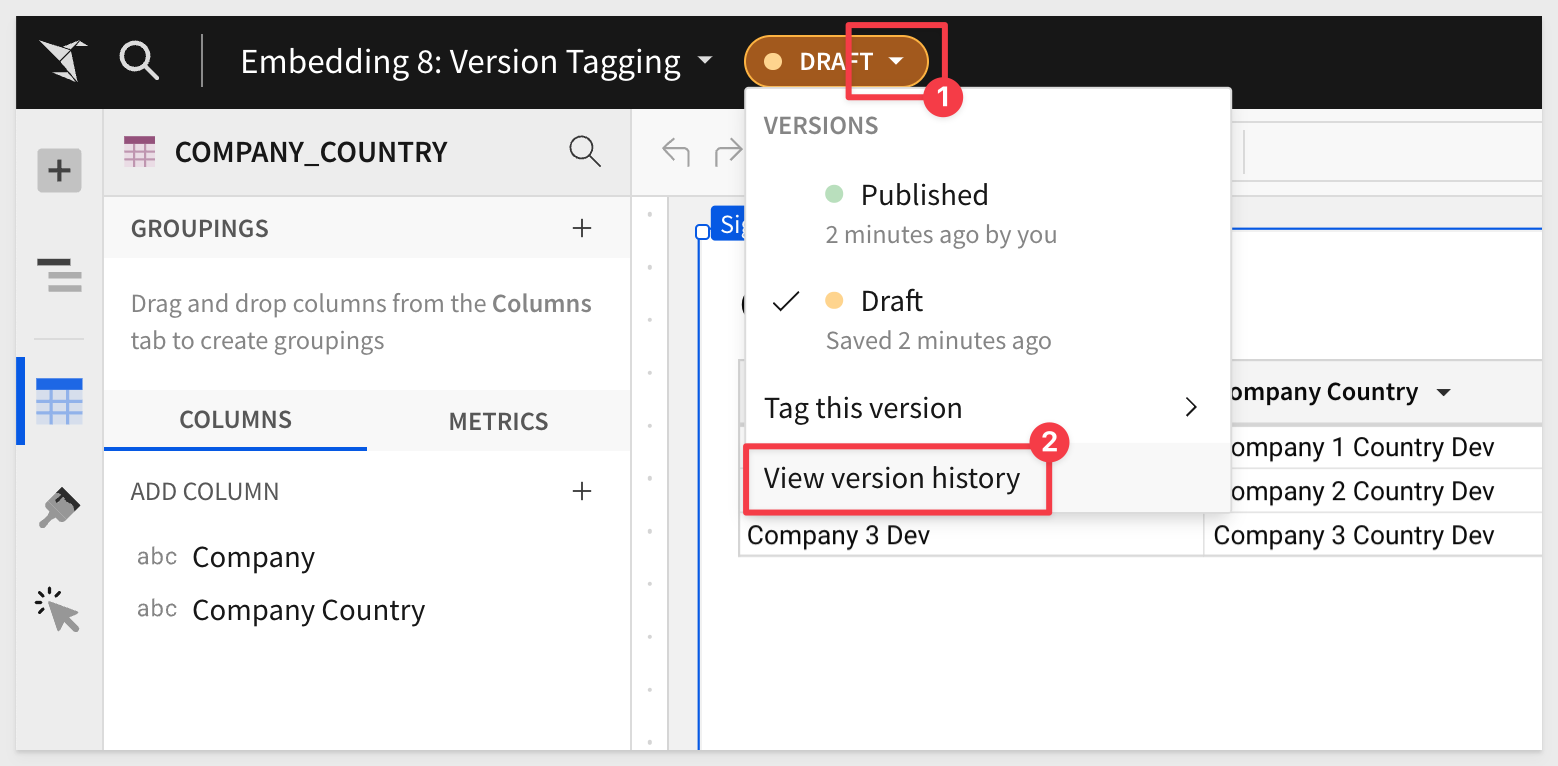 Embedding 8: Version Tagging
DRAFT
1
COMPANY_COUNTRY
VERSIONS
Published
2 minutes ago by you
Draft
Saved 2 minutes ago
Tag this version
2
View version history
GROUPINGS
Drag and drop columns from the Columns
tab to create groupings
COLUMNS METRICS
ADD COLUMN
abc Company
abc Company Country
ompany Country
ompany 1 Country Dev
ompany 2 Country Dev
Company 3 Dev Company 3 Country Dev